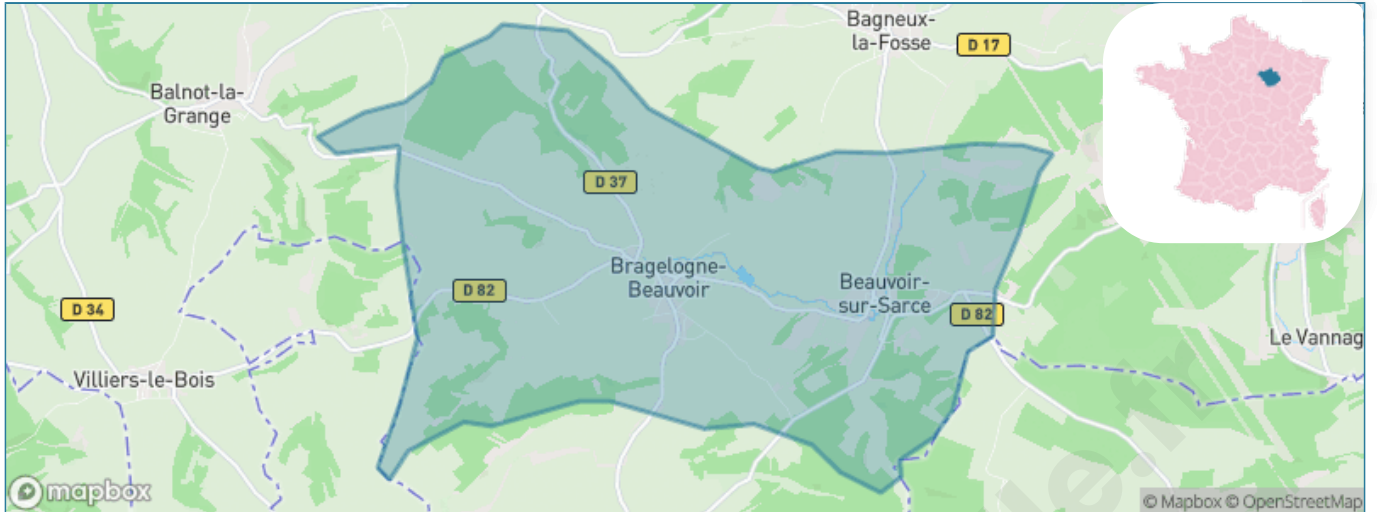 Bagneux-
la-Fosse
D 17
Balnot-la-
Grange
D 37
Bragelogne-
Beauvoir
Beauvoir-
sur-Sarce
D 82
D 34
D 82
Le Vannag
Villiers-le-Bois
mapbox
© Mapbox © OpenStreetMap